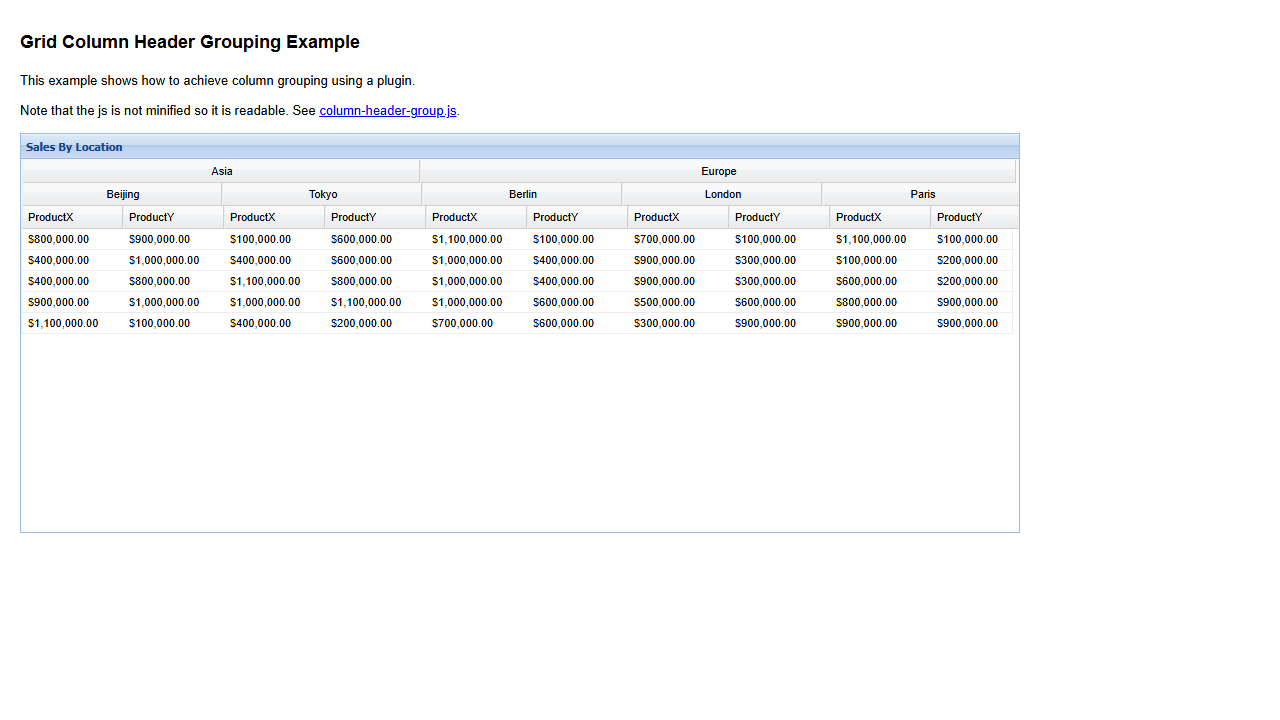 Grid Column Header Grouping Example
This example shows how to achieve column grouping using a plugin.
Note that the js is not minified so it is readable. See column-header-group.js.
Sales By Location
Asia Europe
Beijing Tokyo Berlin London Paris
ProductX ProductY ProductX ProductY ProductX ProductY ProductX ProductY ProductX ProductY
$800,000.00 $900,000.00 $100,000.00 $600,000.00 $1,100,000.00 $100,000.00 $700,000.00 $100,000.00 $1,100,000.00 $100,000.00
$400,000.00 $1,000,000.00 $400,000.00 $600,000.00 $1,000,000.00 $400,000.00 $900,000.00 $300,000.00 $100,000.00 $200,000.00
$400,000.00 $800,000.00 $1,100,000.00 $800,000.00 $1,000,000.00 $400,000.00 $900,000.00 $300,000.00 $600,000.00 $200,000.00
$900,000.00 $1,000,000.00 $1,000,000.00 $1,100,000.00 $1,000,000.00 $600,000.00 $500,000.00 $600,000.00 $800,000.00 $900,000.00
$1,100,000.00 $100,000.00 $400,000.00 $200,000.00 $700,000.00 $600,000.00 $300,000.00 $900,000.00 $900,000.00 $900,000.00